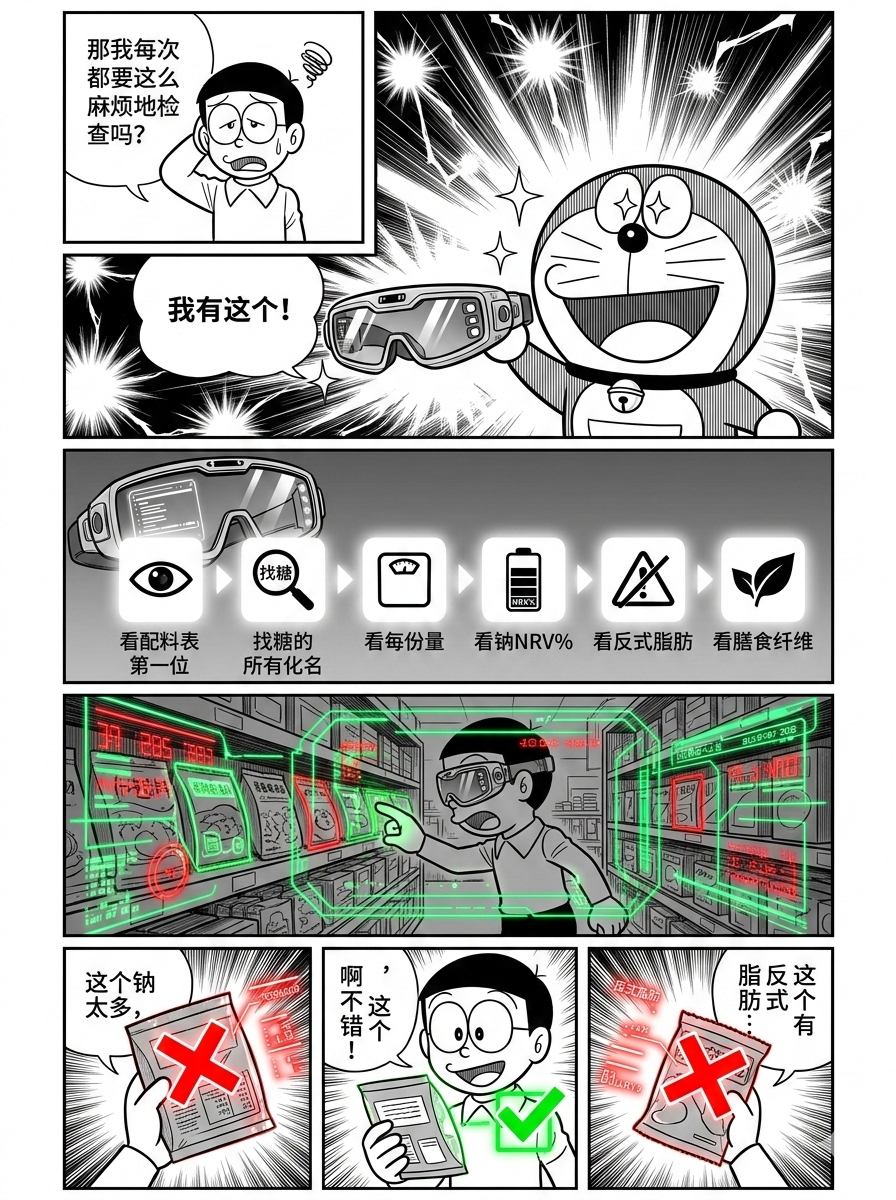 那我每次
都要这么
麻烦地检
查吗？
我有这个！
找糖
NRX%
看配料表
第一位
找糖的
所有化名
看每份量
看钠NRV%
看反式脂肪
看膳食纤维
这个钠
太多，
，这个
啊不错！
这个有
反式
脂肪…